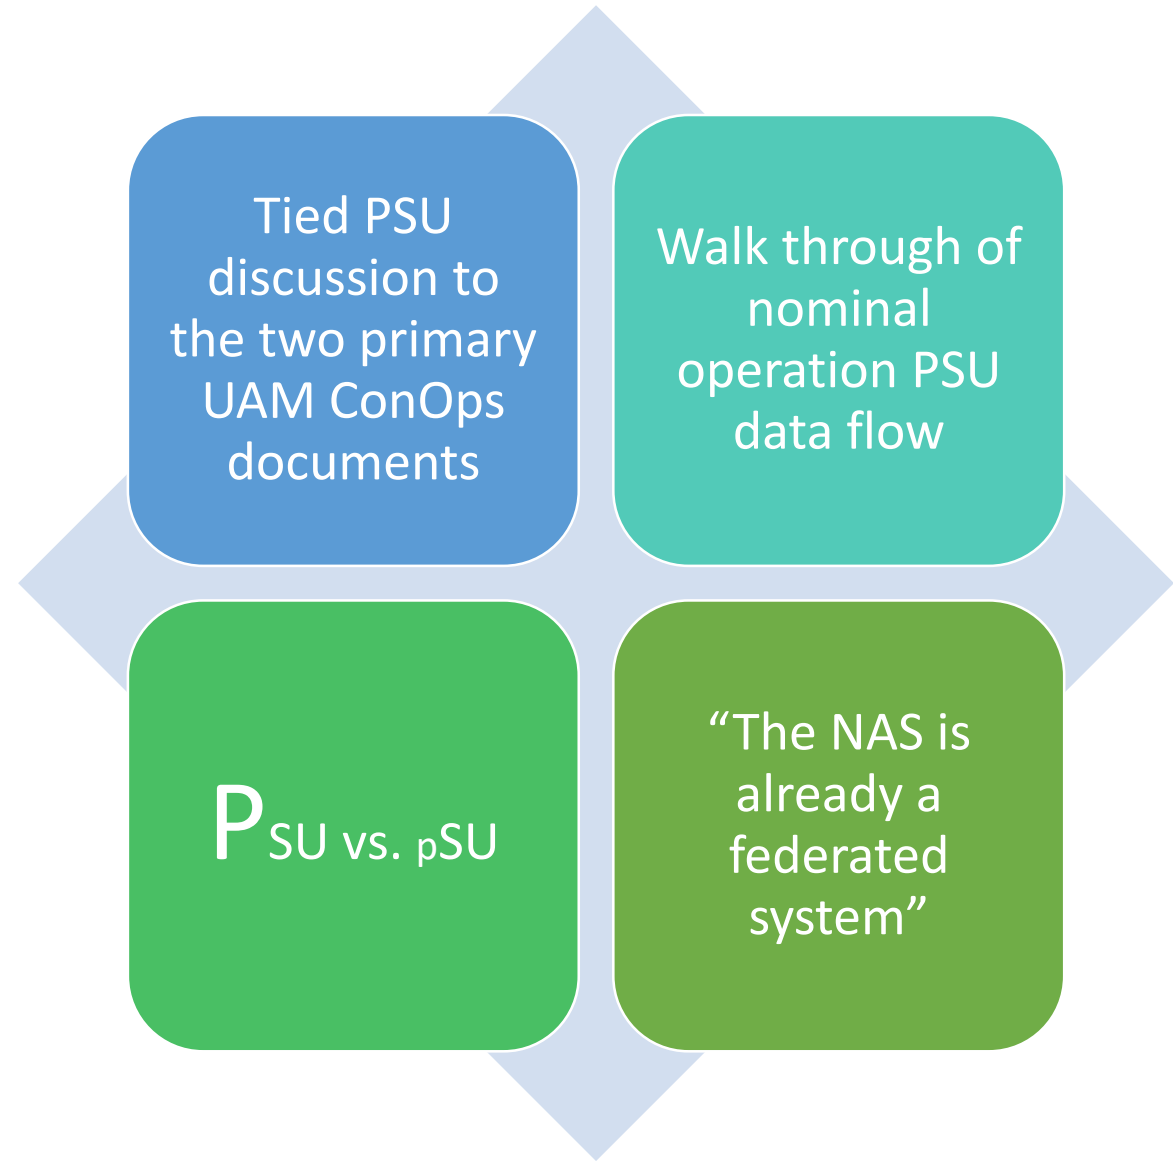 Tied PSU
discussion to
the two primary
UAM ConOps
documents
Walk through of
nominal
operation PSU
data flow
PSU vs. pSU
“The NAS is
already a
federated
system”